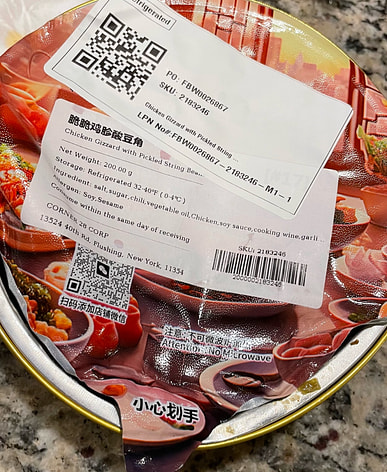 Refrigerated
PO: FBW0026867
SKU: 2183246
Chicken Gizzard with Pickled String ...
LPN No#:FBW0026867-2183246-M1-1
脆脆鸡胗酸豆角
Chicken Gizzard with Pickled String Bean
Net Weight: 200.00 g
Storage: Refrigerated 32-40℉ ( 0-4℃)
Ingredient: salt,sugar,chili,vegetable oil,Chicken,soy sauce,cooking wine,garli
Allergen: Soy,Sesame
Consume within the same day of receiving
CORNER 28 CORP
13524 40th Rd, Flushing, New York, 11354
SKU: 2183246
扫码添加店铺微信
注意:不可微波加热
Attention: No Microwave
小心划手